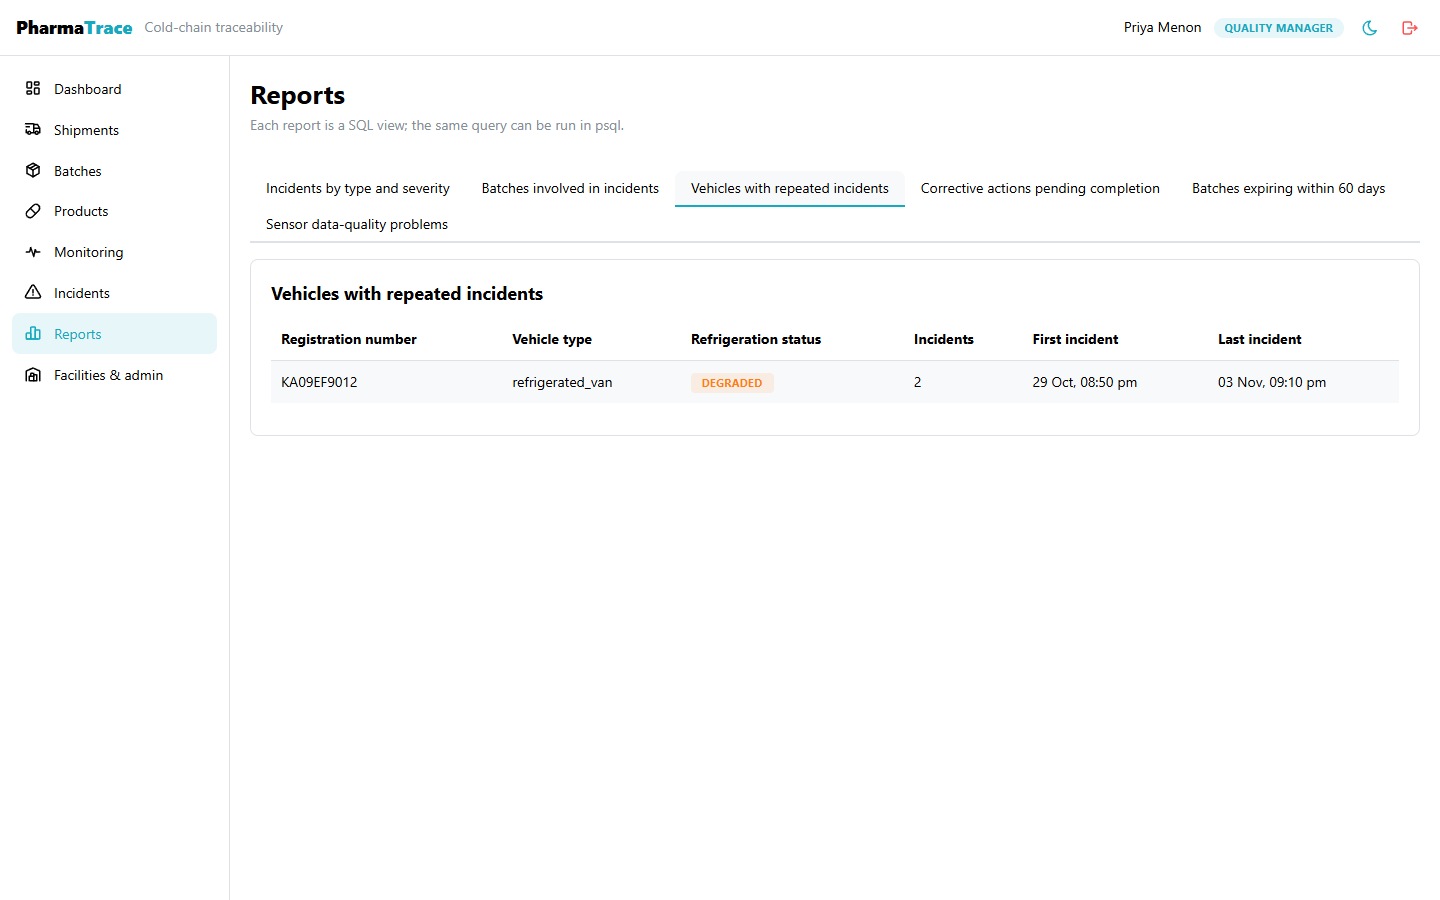 PharmaTrace Cold-chain traceability
Priya Menon QUALITY MANAGER
Dashboard
Shipments
Batches
Products
Monitoring
Incidents
Reports
Facilities & admin
Reports
Each report is a SQL view; the same query can be run in psql.
Incidents by type and severity Batches involved in incidents Vehicles with repeated incidents Corrective actions pending completion Batches expiring within 60 days
Sensor data-quality problems
Vehicles with repeated incidents
Registration number Vehicle type Refrigeration status Incidents First incident Last incident
KA09EF9012 refrigerated_van DEGRADED 2 29 Oct, 08:50 pm 03 Nov, 09:10 pm